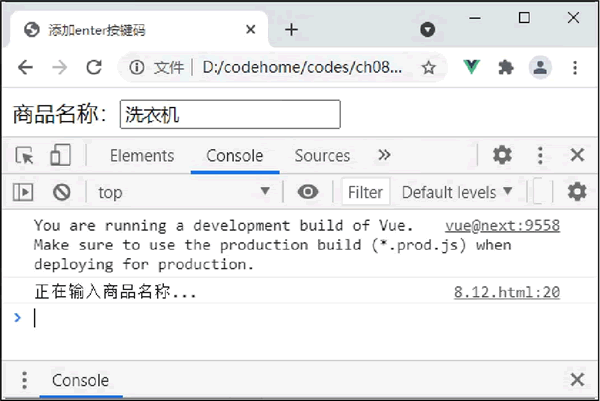 添加enter按键码
文件 D:/codehome/codes/ch08...
商品名称：洗衣机
Elements Console Sources
top Filter Default levels
You are running a development build of Vue. vue@next:9558
Make sure to use the production build (*.prod.js) when
deploying for production.
正在输入商品名称... 8.12.html:20
Console